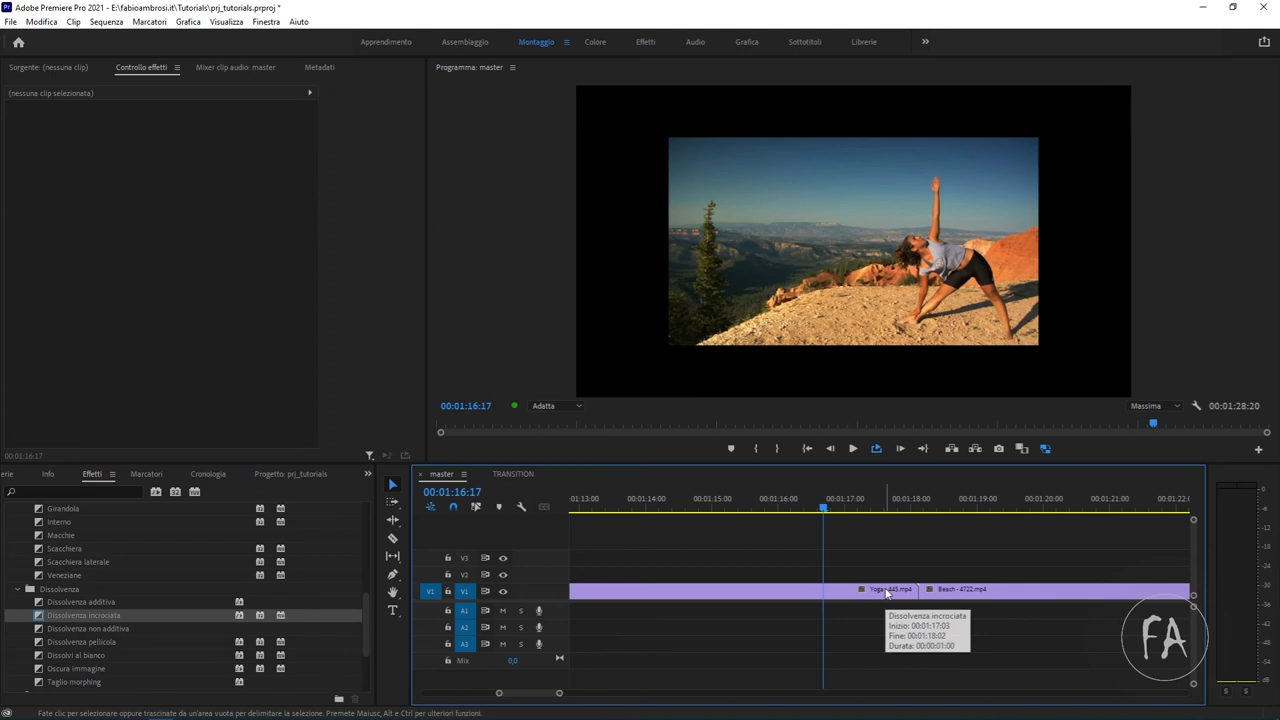 Adobe Premiere Pro 2021 - E:\fabioambrosi.it\Tutorials\prj_tutorials.prproj *
File Modifica Clip Sequenza Marcatori Grafica Visualizza Finestra Aiuto
Apprendimento Assemblaggio Montaggio Colore Effetti Audio Grafica Sottotitoli Librerie
Sorgente: (nessuna clip) Controllo effetti Mixer clip audio: master Metadati
Programma: master
(nessuna clip selezionata)
00:01:16:17 Adatta Massima 00:01:28:20
00:01:16:17
Info Effetti Marcatori Cronologia Progetto: prj_tutorials
master TRANSITION
00:01:16:17
:01:13:00 00:01:14:00 00:01:15:00 00:01:16:00 00:01:17:00 00:01:18:00 00:01:19:00 00:01:20:00 00:01:21:00 00:01:22:0
Girandola
Interno
Macchie
Scacchiera
Scacchiera laterale
Veneziane
Dissolvenza
Dissolvenza additiva
Dissolvenza incrociata
Dissolvenza non additiva
Dissolvenza pellicola
Dissolvi al bianco
Oscura immagine
Taglio morphing
V3
V2
V1 V1 Beach - 4722.mp4
A1 M S
A2 M S
A3 M S
Mix 0,0
Dissolvenza incrociata
Inizio: 00:01:17:03
Fine: 00:01:18:02
Durata: 00:00:01:00
FA
S S
Fate clic per selezionare oppure trascinate da un'area vuota per delimitare la selezione. Premete Maiusc, Alt e Ctrl per ulteriori funzioni.